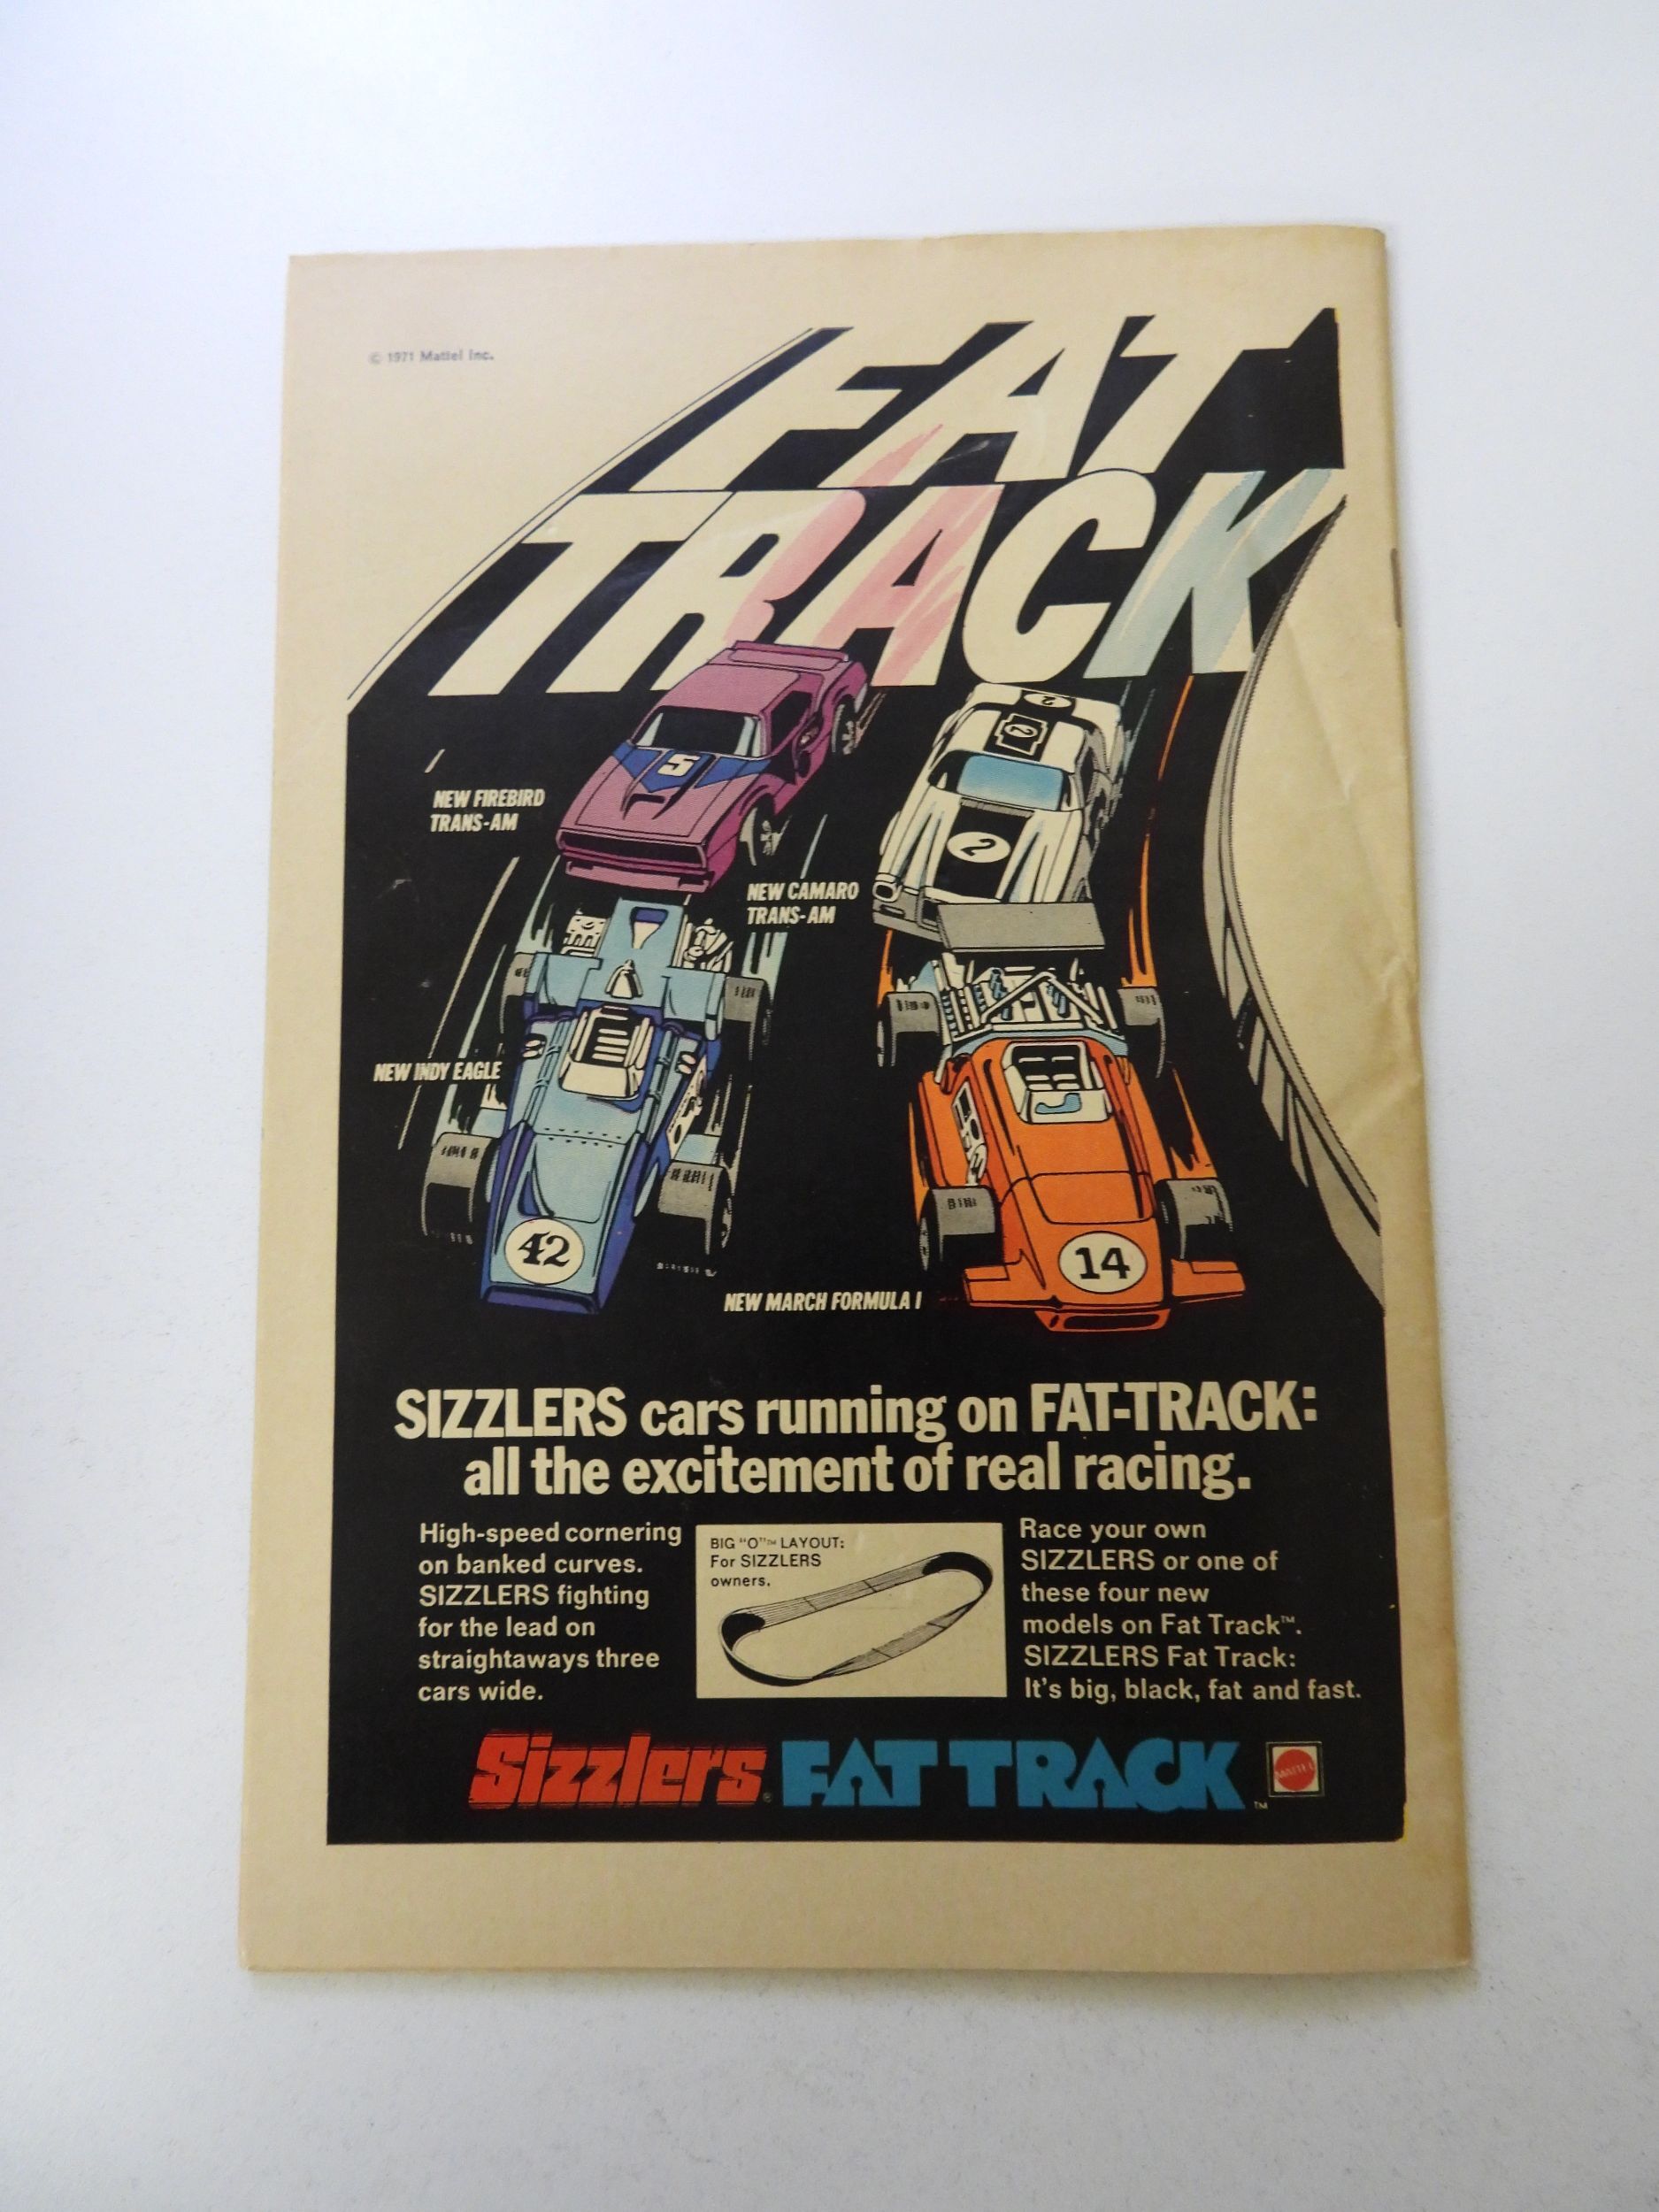 © 1971 Mattel Inc.
FAT
TRACK
5
2
2
2
NEW FIREBIRD
TRANS-AM
NEW CAMARO
TRANS-AM
NEW INDY EAGLE
42
14
NEW MARCH FORMULA I
SIZZLERS cars running on FAT-TRACK:
all the excitement of real racing.
High-speed cornering
on banked curves.
SIZZLERS fighting
for the lead on
straightaways three
cars wide.
BIG "O"™ LAYOUT:
For SIZZLERS
owners.
Race your own
SIZZLERS or one of
these four new
models on Fat Track™.
SIZZLERS Fat Track:
It's big, black, fat and fast.
Sizzlers® FAT TRACK™ MATTEL